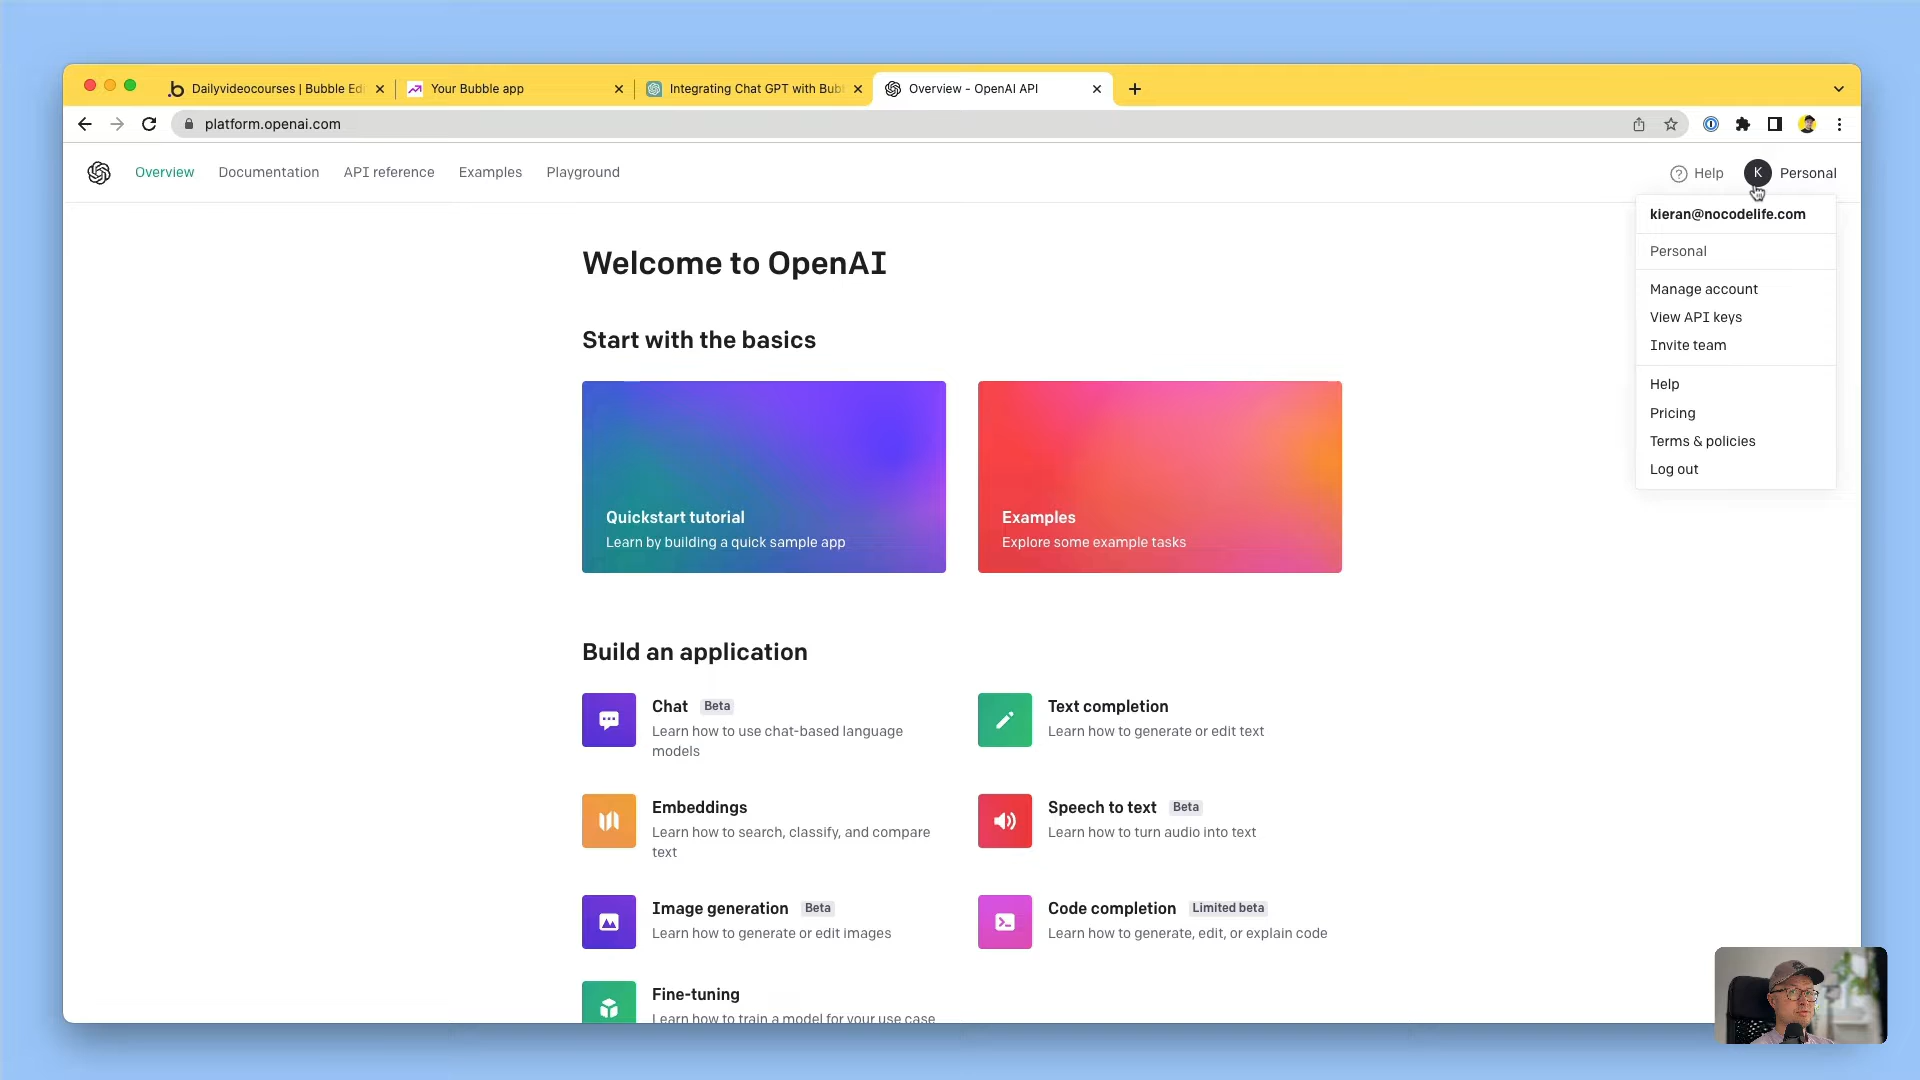 Dailyvideocourses | Bubble Ed
Your Bubble app
Integrating Chat GPT with Bub
Overview - OpenAI API
platform.openai.com
Overview
Documentation
API reference
Examples
Playground
Help
K
Personal
kieran@nocodelife.com
Personal
Manage account
View API keys
Invite team
Help
Pricing
Terms & policies
Log out
Welcome to OpenAI
Start with the basics
Quickstart tutorial
Learn by building a quick sample app
Examples
Explore some example tasks
Build an application
Chat Beta
Learn how to use chat-based language
models
Text completion
Learn how to generate or edit text
Embeddings
Learn how to search, classify, and compare
text
Speech to text Beta
Learn how to turn audio into text
Image generation Beta
Learn how to generate or edit images
Code completion Limited beta
Learn how to generate, edit, or explain code
Fine-tuning
Learn how to train a model for your use case